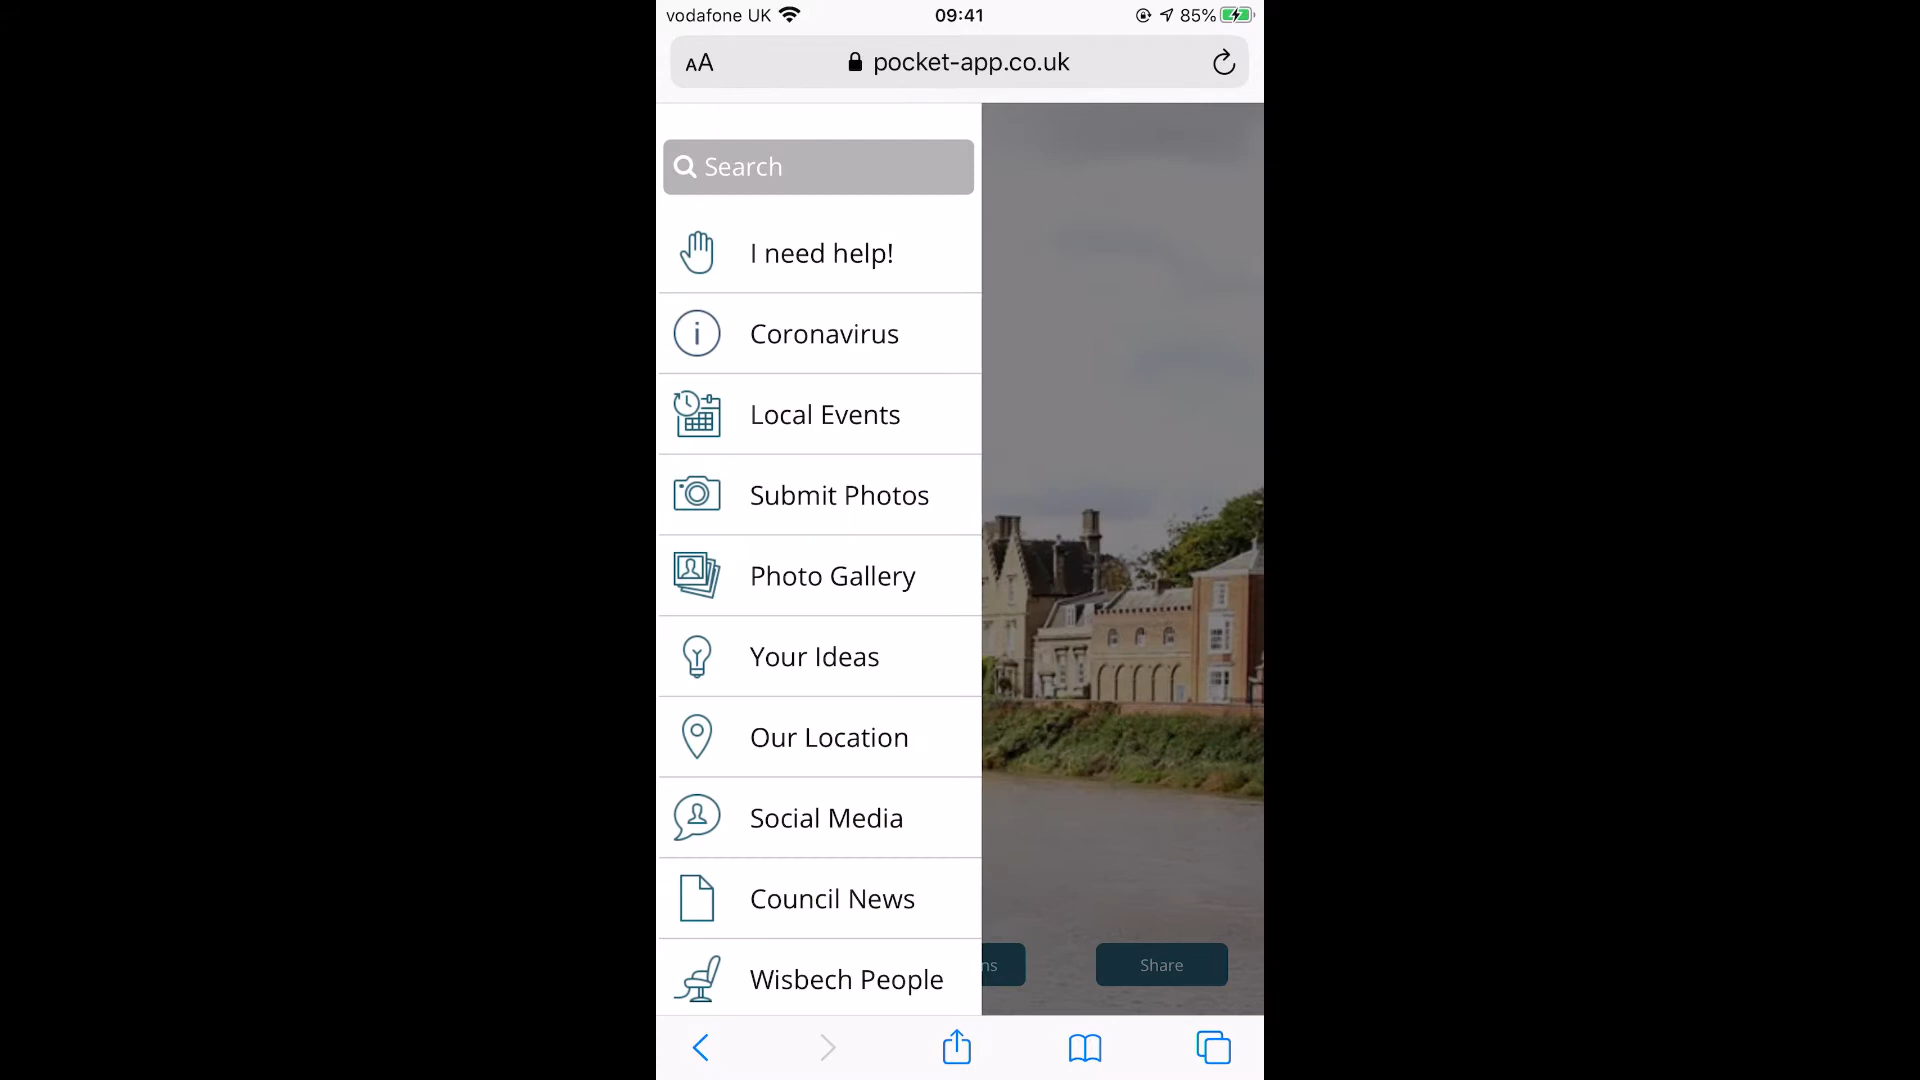 vodafone UK 09:41 85%
AA pocket-app.co.uk
Search
I need help!
Coronavirus
Local Events
Submit Photos
Photo Gallery
Your Ideas
Our Location
Social Media
Council News
Wisbech People
ns Share